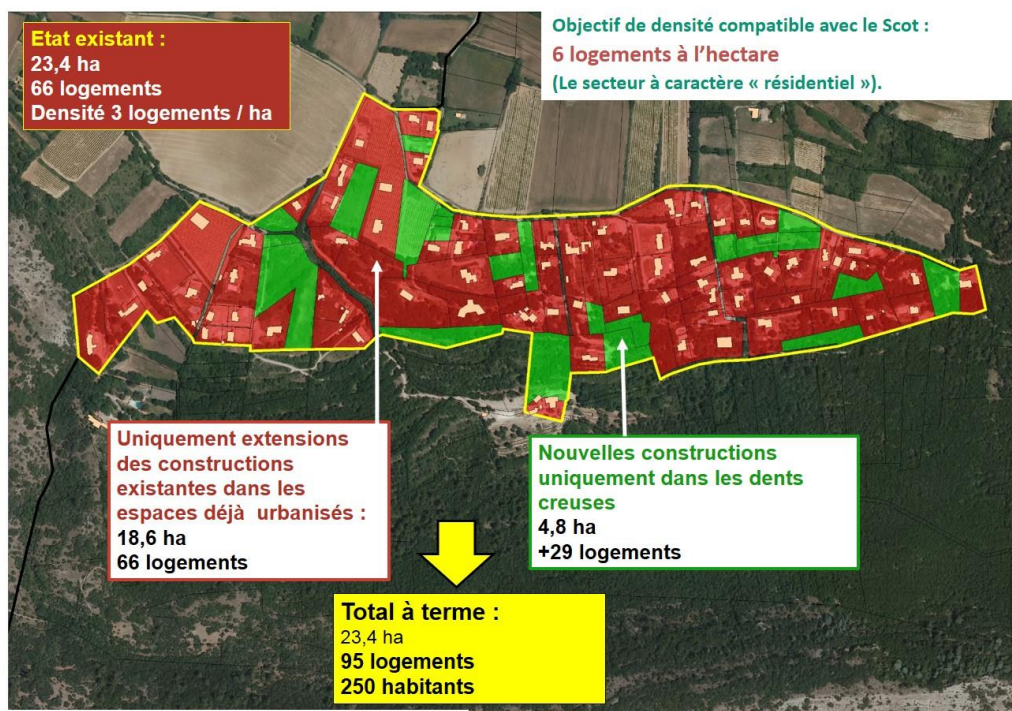 Etat existant :
23,4 ha
66 logements
Densité 3 logements / ha
Objectif de densité compatible avec le Scot :
6 logements à l'hectare
(Le secteur à caractère « résidentiel »).
Uniquement extensions
des constructions
existantes dans les
espaces déjà urbanisés :
18,6 ha
66 logements
Nouvelles constructions
uniquement dans les dents
creuses
4,8 ha
+29 logements
Total à terme :
23,4 ha
95 logements
250 habitants